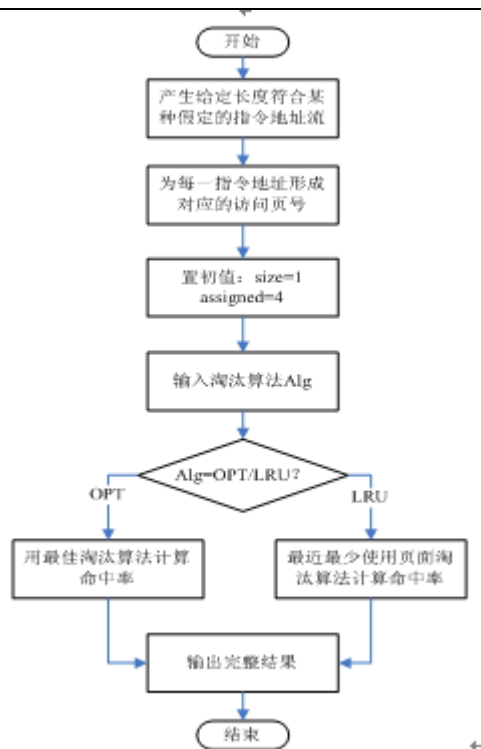 开始
产生给定长度符合某
种假定的指令地址流
为每一指令地址形成
对应的访问页号
置初值：size=1
assigned=4
输入淘汰算法Alg
Alg=OPT/LRU?
OPT
LRU
用最佳淘汰算法计算
命中率
最近最少使用页面淘
汰算法计算命中率
输出完整结果
结束